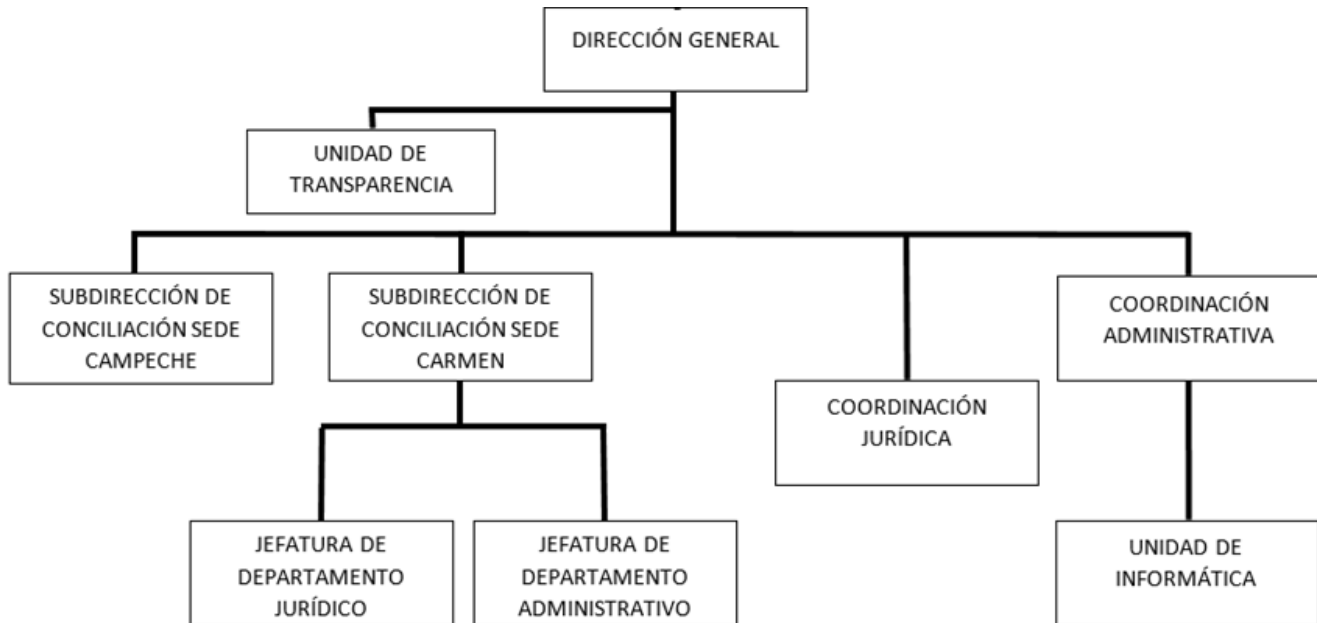 DIRECCIÓN GENERAL
UNIDAD DE
TRANSPARENCIA
SUBDIRECCIÓN DE
CONCILIACIÓN SEDE
CAMPECHE
SUBDIRECCIÓN DE
CONCILIACIÓN SEDE
CARMEN
COORDINACIÓN
JURÍDICA
COORDINACIÓN
ADMINISTRATIVA
JEFATURA DE
DEPARTAMENTO
JURÍDICO
JEFATURA DE
DEPARTAMENTO
ADMINISTRATIVO
UNIDAD DE
INFORMÁTICA